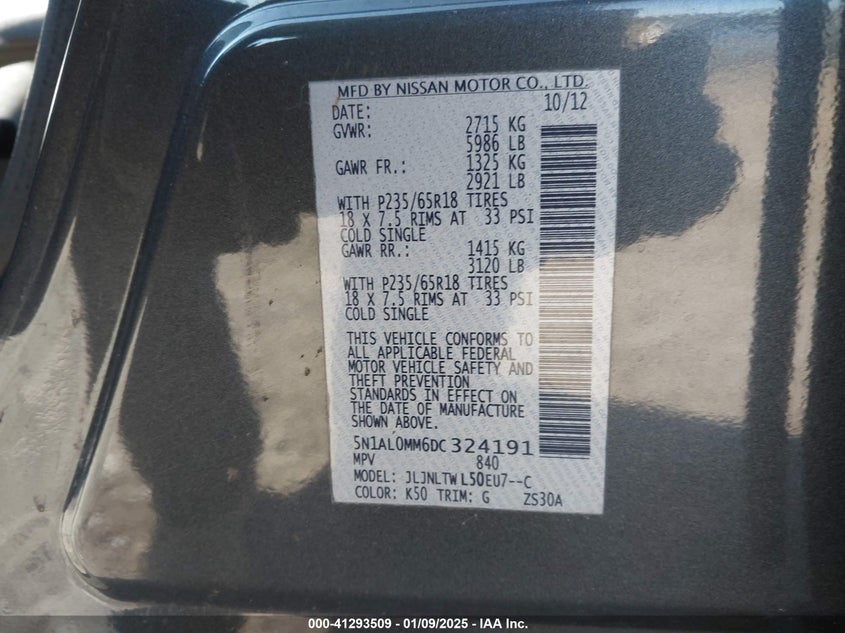 MFD BY NISSAN MOTOR CO., LTD.
DATE: 10/12
GVWR: 2715 KG
5986 LB
GAWR FR.: 1325 KG
2921 LB
WITH P235/65R18 TIRES
18 X 7.5 RIMS AT 33 PSI
COLD SINGLE
GAWR RR.: 1415 KG
3120 LB
WITH P235/65R18 TIRES
18 X 7.5 RIMS AT 33 PSI
COLD SINGLE
THIS VEHICLE CONFORMS TO
ALL APPLICABLE FEDERAL
MOTOR VEHICLE SAFETY AND
THEFT PREVENTION
STANDARDS IN EFFECT ON
THE DATE OF MANUFACTURE
SHOWN ABOVE.
5N1AL0MM6DC324191
MPV 840
MODEL: JLJNLTWL50EU7--C
COLOR: K50 TRIM: G ZS30A
000-41293509 - 01/09/2025 - IAA Inc.